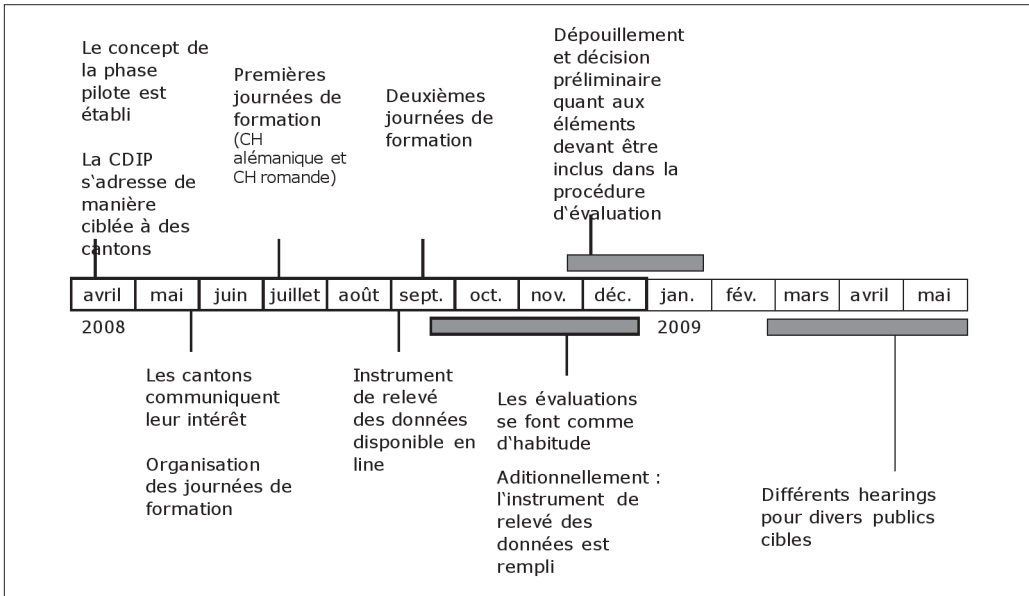 Le concept de
la phase
pilote est
établi
La CDIP
s'adresse de
manière
ciblée à des
cantons
Premières
journées de
formation
(CH
alémanique et
CH romande)
Deuxièmes
journées de
formation
Dépouillement
et décision
préliminaire
quant aux
éléments
devant être
inclus dans la
procédure
d'évaluation
avril mai juin juillet août sept. oct. nov. déc. jan. fév. mars avril mai
2008 2009
Les cantons
communiquent
leur intérêt
Organisation
des journées de
formation
Instrument
de relevé
des données
disponible en
line
Les évaluations
se font comme
d'habitude
Aditionnellement :
l'instrument de
relevé des
données est
rempli
Différents hearings
pour divers publics
cibles